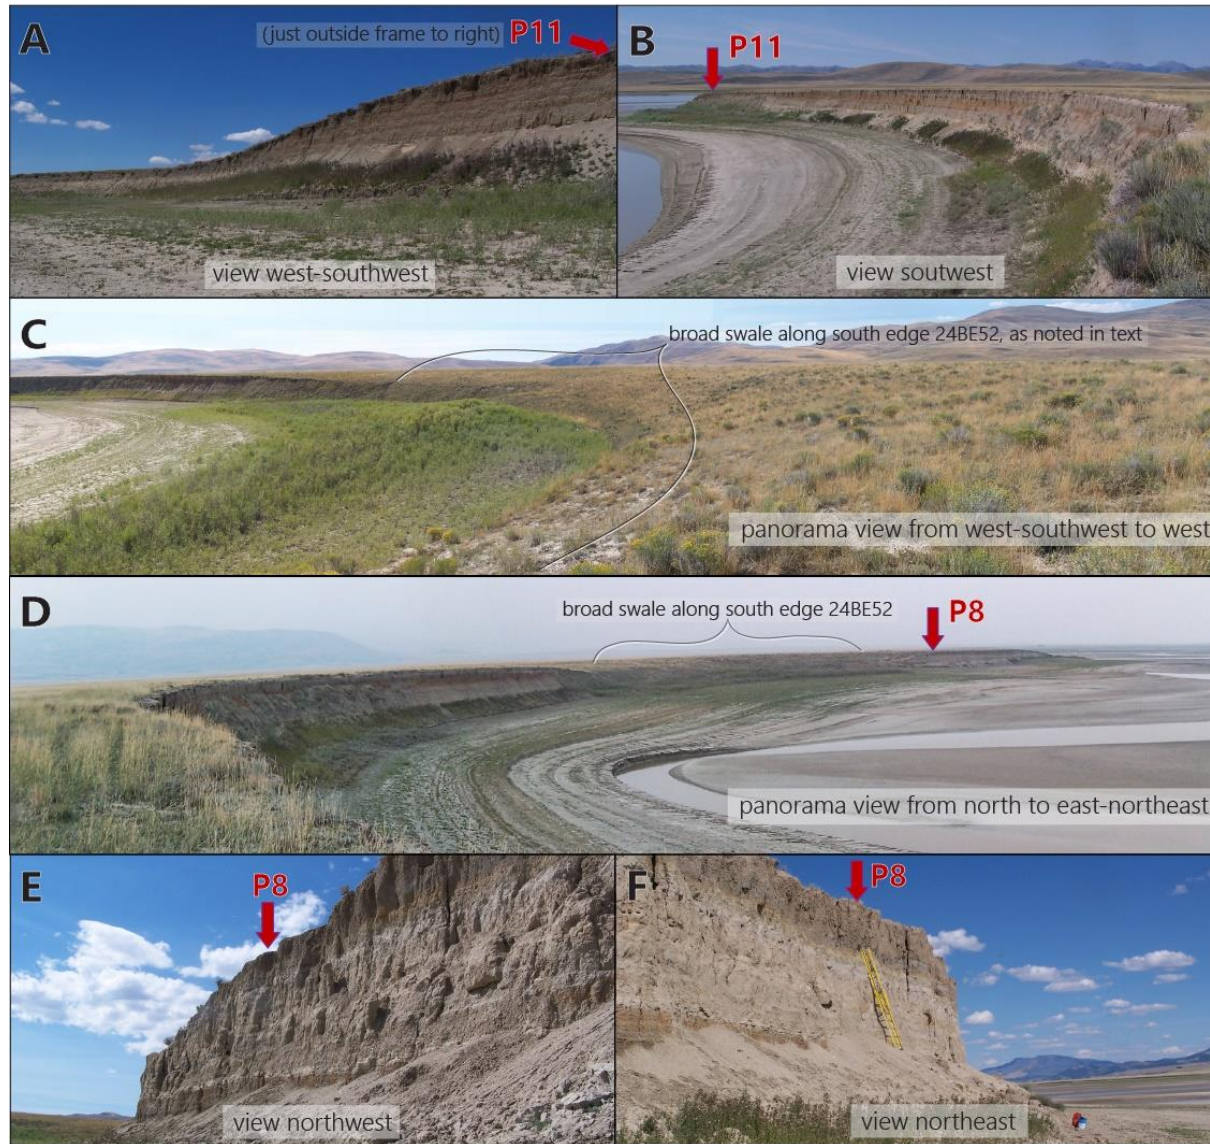 A
(just outside frame to right) P11
view west-southwest
B
P11
view soutwest
C
broad swale along south edge 24BE52, as noted in text
panorama view from west-southwest to west
D
broad swale along south edge 24BE52
P8
panorama view from north to east-northeast
E
P8
view northwest
F
P8
view northeast